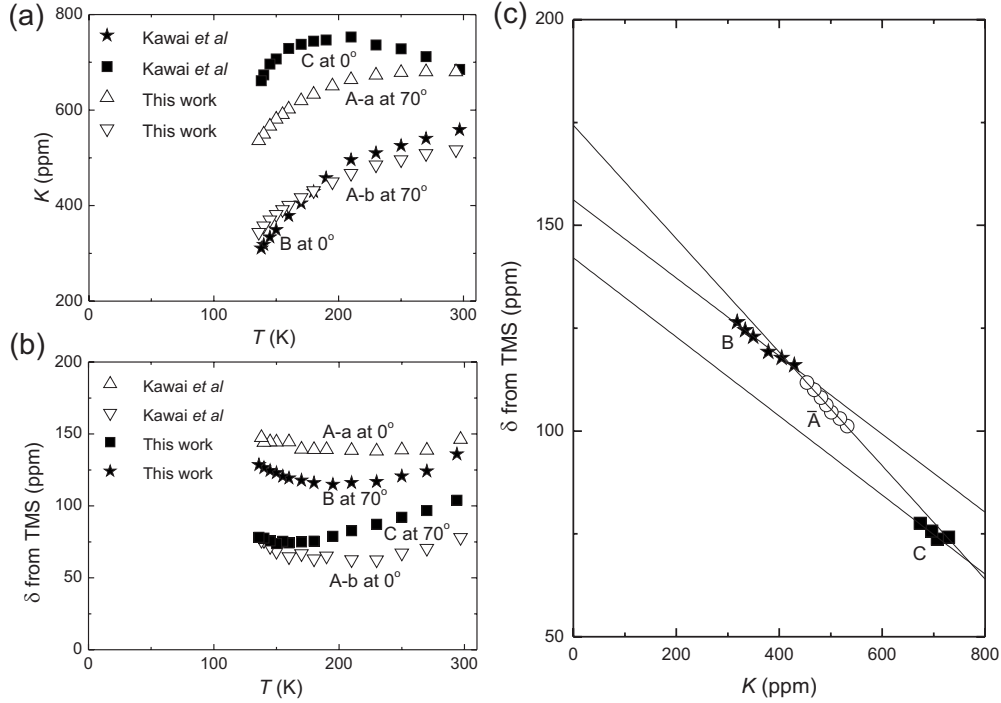 (a)
Kawai et al
Kawai et al
This work
This work
C at 0°
A-a at 70°
A-b at 70°
B at 0°
K (ppm)
800
600
400
200
0
100
200
300
T (K)
(b)
Kawai et al
Kawai et al
This work
This work
A-a at 0°
B at 70°
C at 70°
A-b at 0°
δ from TMS (ppm)
200
150
100
50
0
0
100
200
300
T (K)
(c)
δ from TMS (ppm)
200
150
100
50
B
A̅
C
0
200
400
600
800
K (ppm)